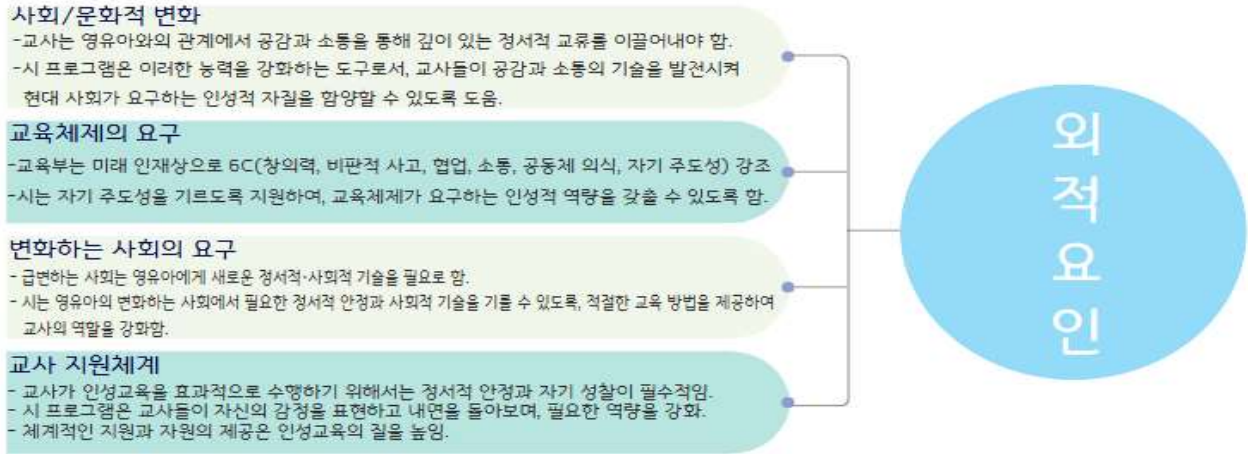 사회/문화적 변화
-교사는 영유아와의 관계에서 공감과 소통을 통해 깊이 있는 정서적 교류를 이끌어내야 함.
-시 프로그램은 이러한 능력을 강화하는 도구로서, 교사들이 공감과 소통의 기술을 발전시켜
현대 사회가 요구하는 인성적 자질을 함양할 수 있도록 도움.
교육체제의 요구
-교육부는 미래 인재상으로 6C(창의력, 비판적 사고, 협업, 소통, 공동체 의식, 자기 주도성) 강조
-시는 자기 주도성을 기르도록 지원하여, 교육체제가 요구하는 인성적 역량을 갖출 수 있도록 함.
변화하는 사회의 요구
- 급변하는 사회는 영유아에게 새로운 정서적·사회적 기술을 필요로 함.
- 시는 영유아의 변화하는 사회에서 필요한 정서적 안정과 사회적 기술을 기를 수 있도록, 적절한 교육 방법을 제공하여
교사의 역할을 강화함.
교사 지원체계
- 교사가 인성교육을 효과적으로 수행하기 위해서는 정서적 안정과 자기 성찰이 필수적임.
- 시 프로그램은 교사들이 자신의 감정을 표현하고 내면을 돌아보며, 필요한 역량을 강화.
- 체계적인 지원과 자원의 제공은 인성교육의 질을 높임.
외
적
요
인